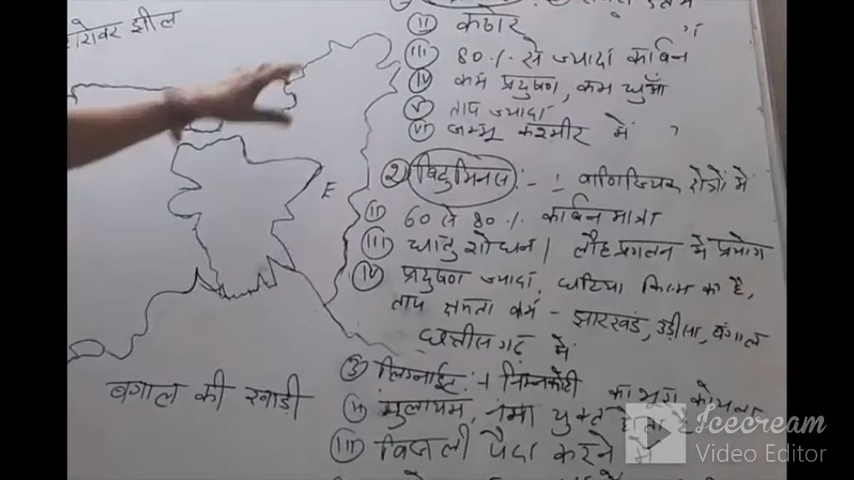 झील
(II) कठोर
(III) 80 % से ज्यादा कार्बन
(IV) कम प्रदुषण, कम धुआँ
(V) ताप ज्यादा
(VI) जम्मू कश्मीर में
(2) बिटुमिनस :- वाणिज्यिक क्षेत्रों में
(II) 60 से 80 % कार्बन मात्रा
(III) धातु शोधन / लौह प्रगलन में प्रयोग
(IV) प्रदुषण ज्यादा, घटिया किस्म का है,
ताप क्षमता कम - झारखंड, उड़ीसा, बंगाल
छत्तीसगढ़ में
E
(3) लिग्नाइट : निम्नकोटी का भूरा कोयला
(II) मुलायम, नमी युक्त होता है
(III) बिजली पैदा करने में
बंगाल की खाड़ी
Icecream
Video Editor